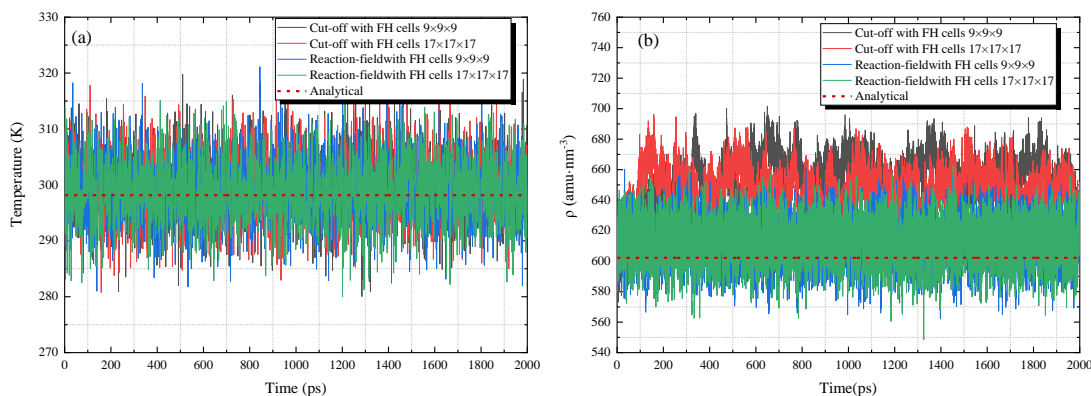 (a)
Cut-off with FH cells 9×9×9
Cut-off with FH cells 17×17×17
Reaction-fieldwith FH cells 9×9×9
Reaction-fieldwith FH cells 17×17×17
Analytical
330
320
310
300
290
280
270
Temperature (K)
0 200 400 600 800 1000 1200 1400 1600 1800 2000
Time (ps)
(b)
Cut-off with FH cells 9×9×9
Cut-off with FH cells 17×17×17
Reaction-fieldwith FH cells 9×9×9
Reaction-fieldwith FH cells 17×17×17
Analytical
760
740
720
700
680
660
640
620
600
580
560
540
ρ (amu·nm⁻³)
0 200 400 600 800 1000 1200 1400 1600 1800 2000
Time(ps)